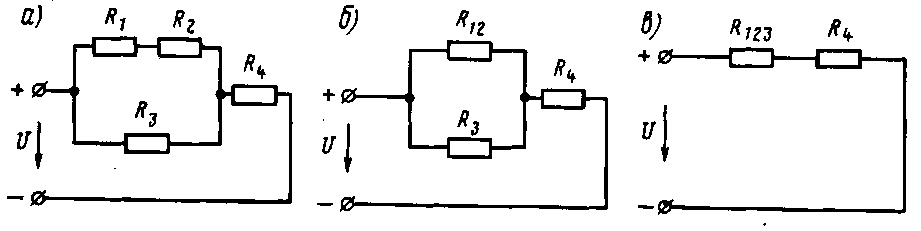 а) R1 R2 R4 R3 + U −
б) R12 R4 R3 + U −
в) R123 R4 + U −